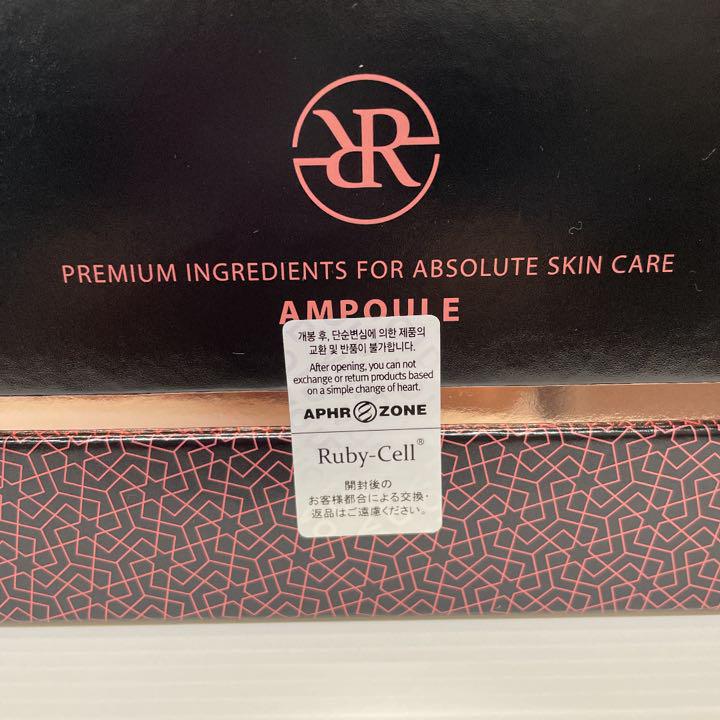 RR
PREMIUM INGREDIENTS FOR ABSOLUTE SKIN CARE
AMPOULE
개봉 후, 단순변심에 의한 제품의
교환 및 반품이 불가합니다.
After opening, you can not
exchange or return products based
on a simple change of heart.
APHROZONE
Ruby-Cell®
開封後の
お客様都合による交換・
返品はご遠慮ください。